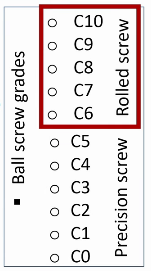 Ball screw grades
C10
C9
C8
C7
C6
Rolled screw
C5
C4
C3
C2
C1
C0
Precision screw